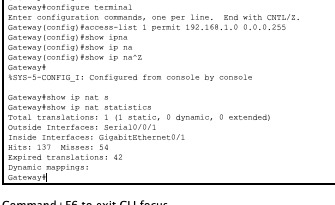 Gateway#configure terminal
Enter configuration commands, one per line.  End with CNTL/Z.
Gateway(config)#access-list 1 permit 192.168.1.0 0.0.0.255
Gateway(config)#show ipna
Gateway(config)#show ip na
Gateway(config)#show ip na^Z
Gateway#
%SYS-5-CONFIG_I: Configured from console by console

Gateway#show ip nat s
Gateway#show ip nat statistics
Total translations: 1 (1 static, 0 dynamic, 0 extended)
Outside Interfaces: Serial0/0/1
Inside Interfaces: GigabitEthernet0/1
Hits: 137  Misses: 54
Expired translations: 42
Dynamic mappings:
Gateway#
Command+F6 to exit CLI focus